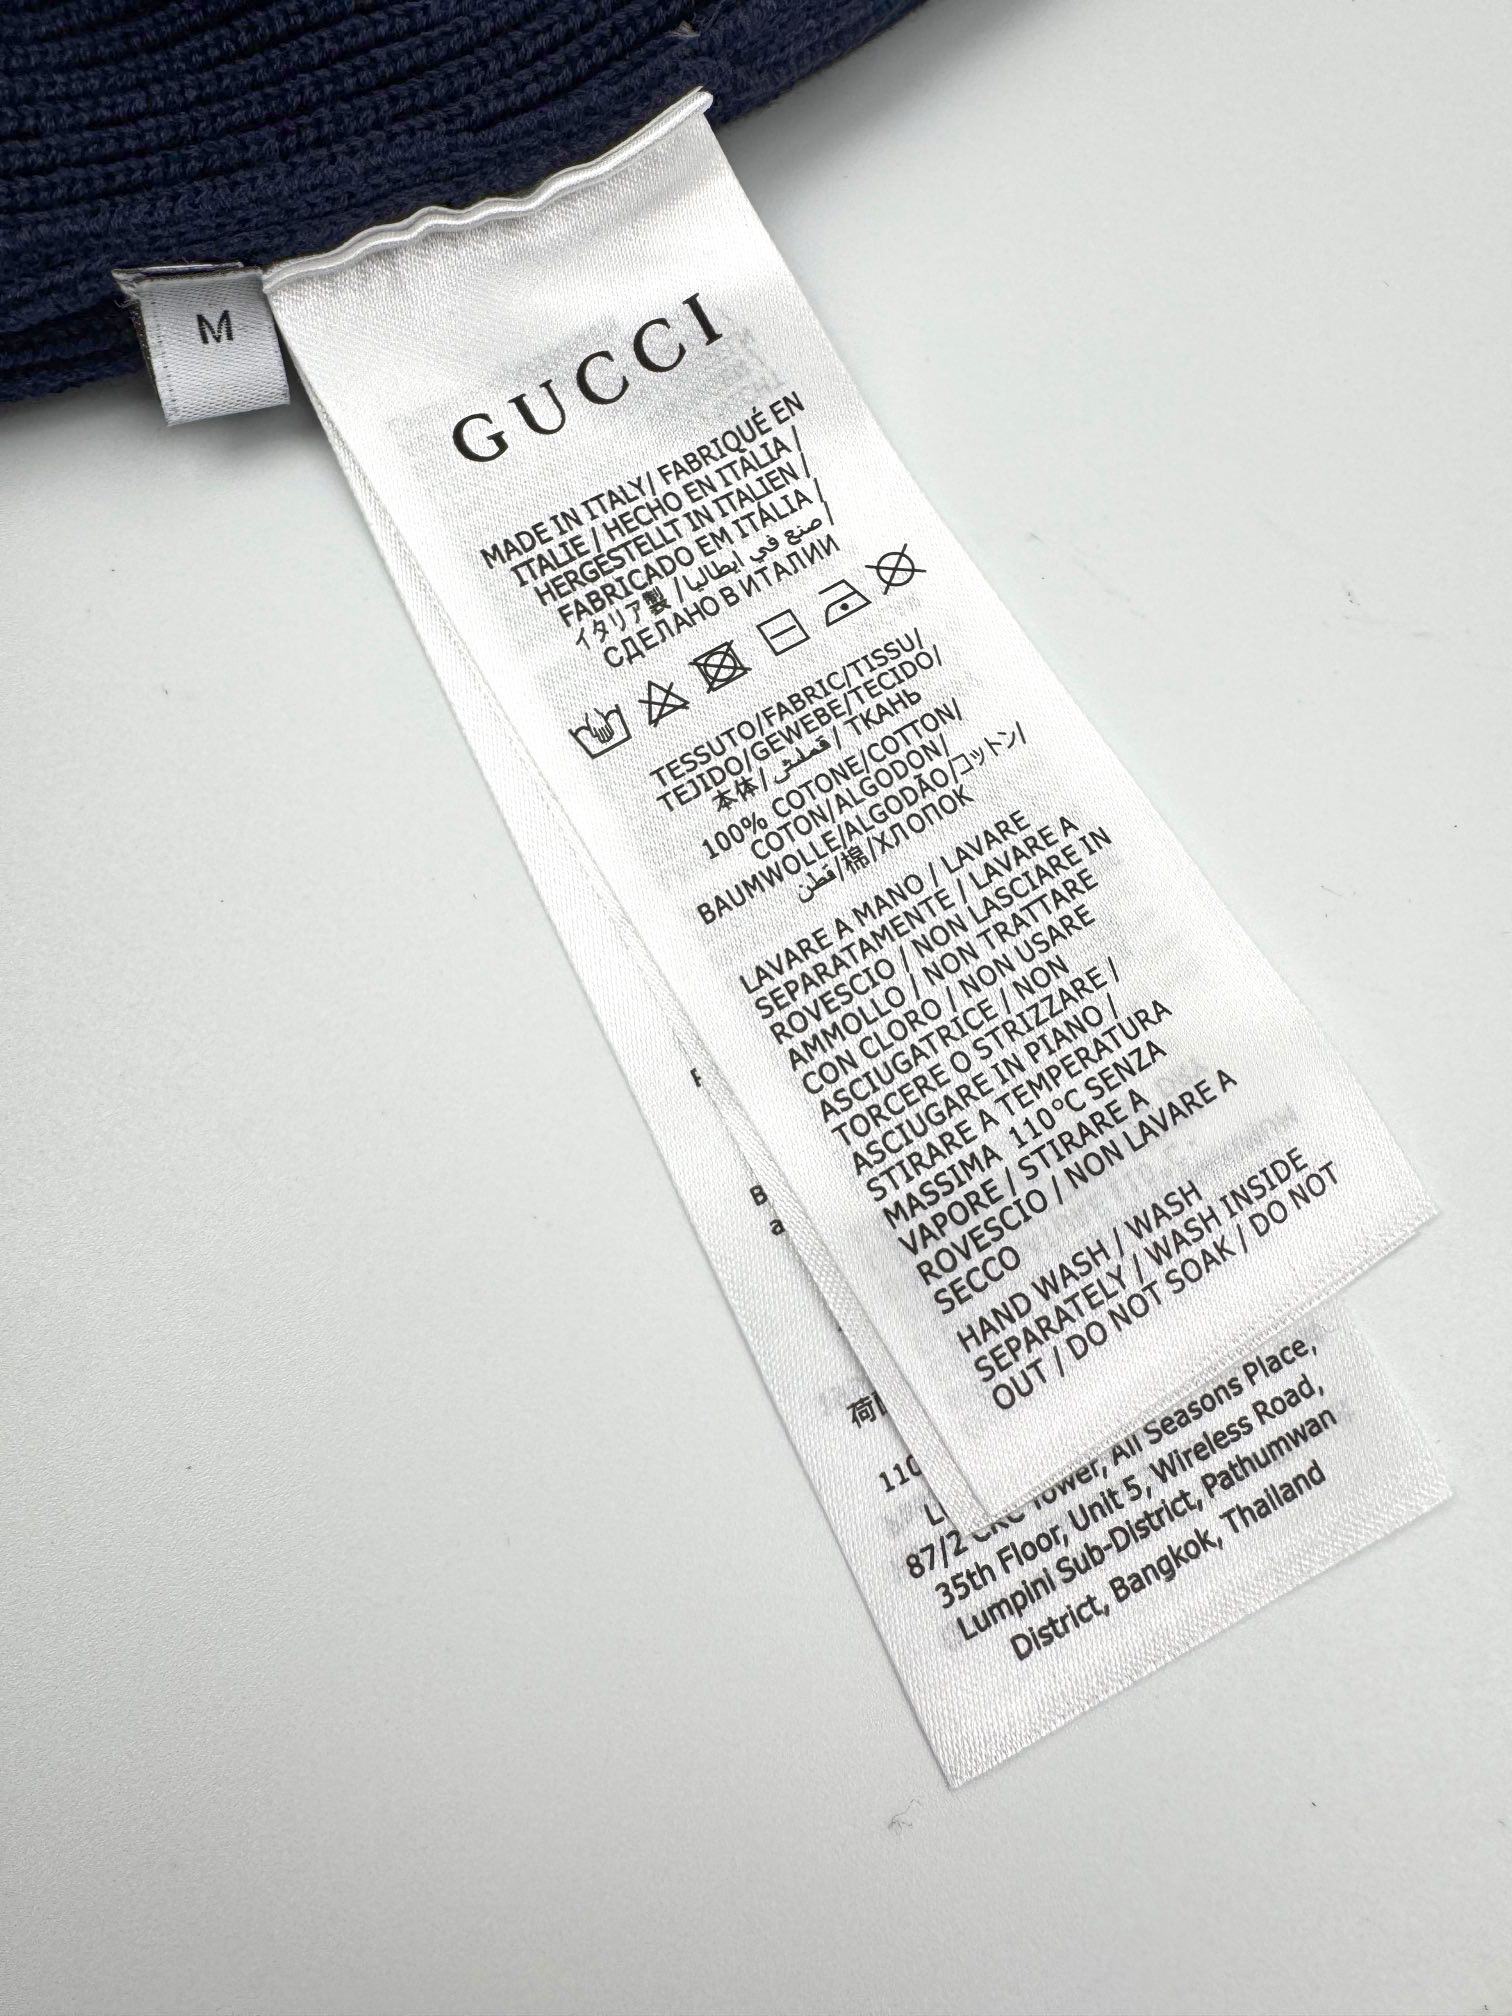 M
GUCCI
MADE IN ITALY/ FABRIQUÉ EN
ITALIE / HECHO EN ITALIA /
HERGESTELLT IN ITALIEN /
FABRICADO EM ITÁLIA /
イタリア製 / صنع في ايطاليا /
СДЕЛАНО В ИТАЛИИ
TESSUTO/FABRIC/TISSU/
TEJIDO/GEWEBE/TECIDO/
本体/ قملش / ТКАНЬ
100% COTONE/COTTON/
COTON/ALGODON/
BAUMWOLLE/ALGODÃO/コットン/
قطن/棉/ХЛОПОК
LAVARE A MANO / LAVARE
SEPARATAMENTE / LAVARE A
ROVESCIO / NON LASCIARE IN
AMMOLLO / NON TRATTARE
CON CLORO / NON USARE
ASCIUGATRICE / NON
TORCERE O STRIZZARE /
ASCIUGARE IN PIANO /
STIRARE A TEMPERATURA
MASSIMA 110°C SENZA
VAPORE / STIRARE A
ROVESCIO / NON LAVARE A
SECCO
HAND WASH / WASH
SEPARATELY / WASH INSIDE
OUT / DO NOT SOAK / DO NOT
荷
110
87/2 CRC Tower, All Seasons Place,
35th Floor, Unit 5, Wireless Road,
Lumpini Sub-District, Pathumwan
District, Bangkok, Thailand